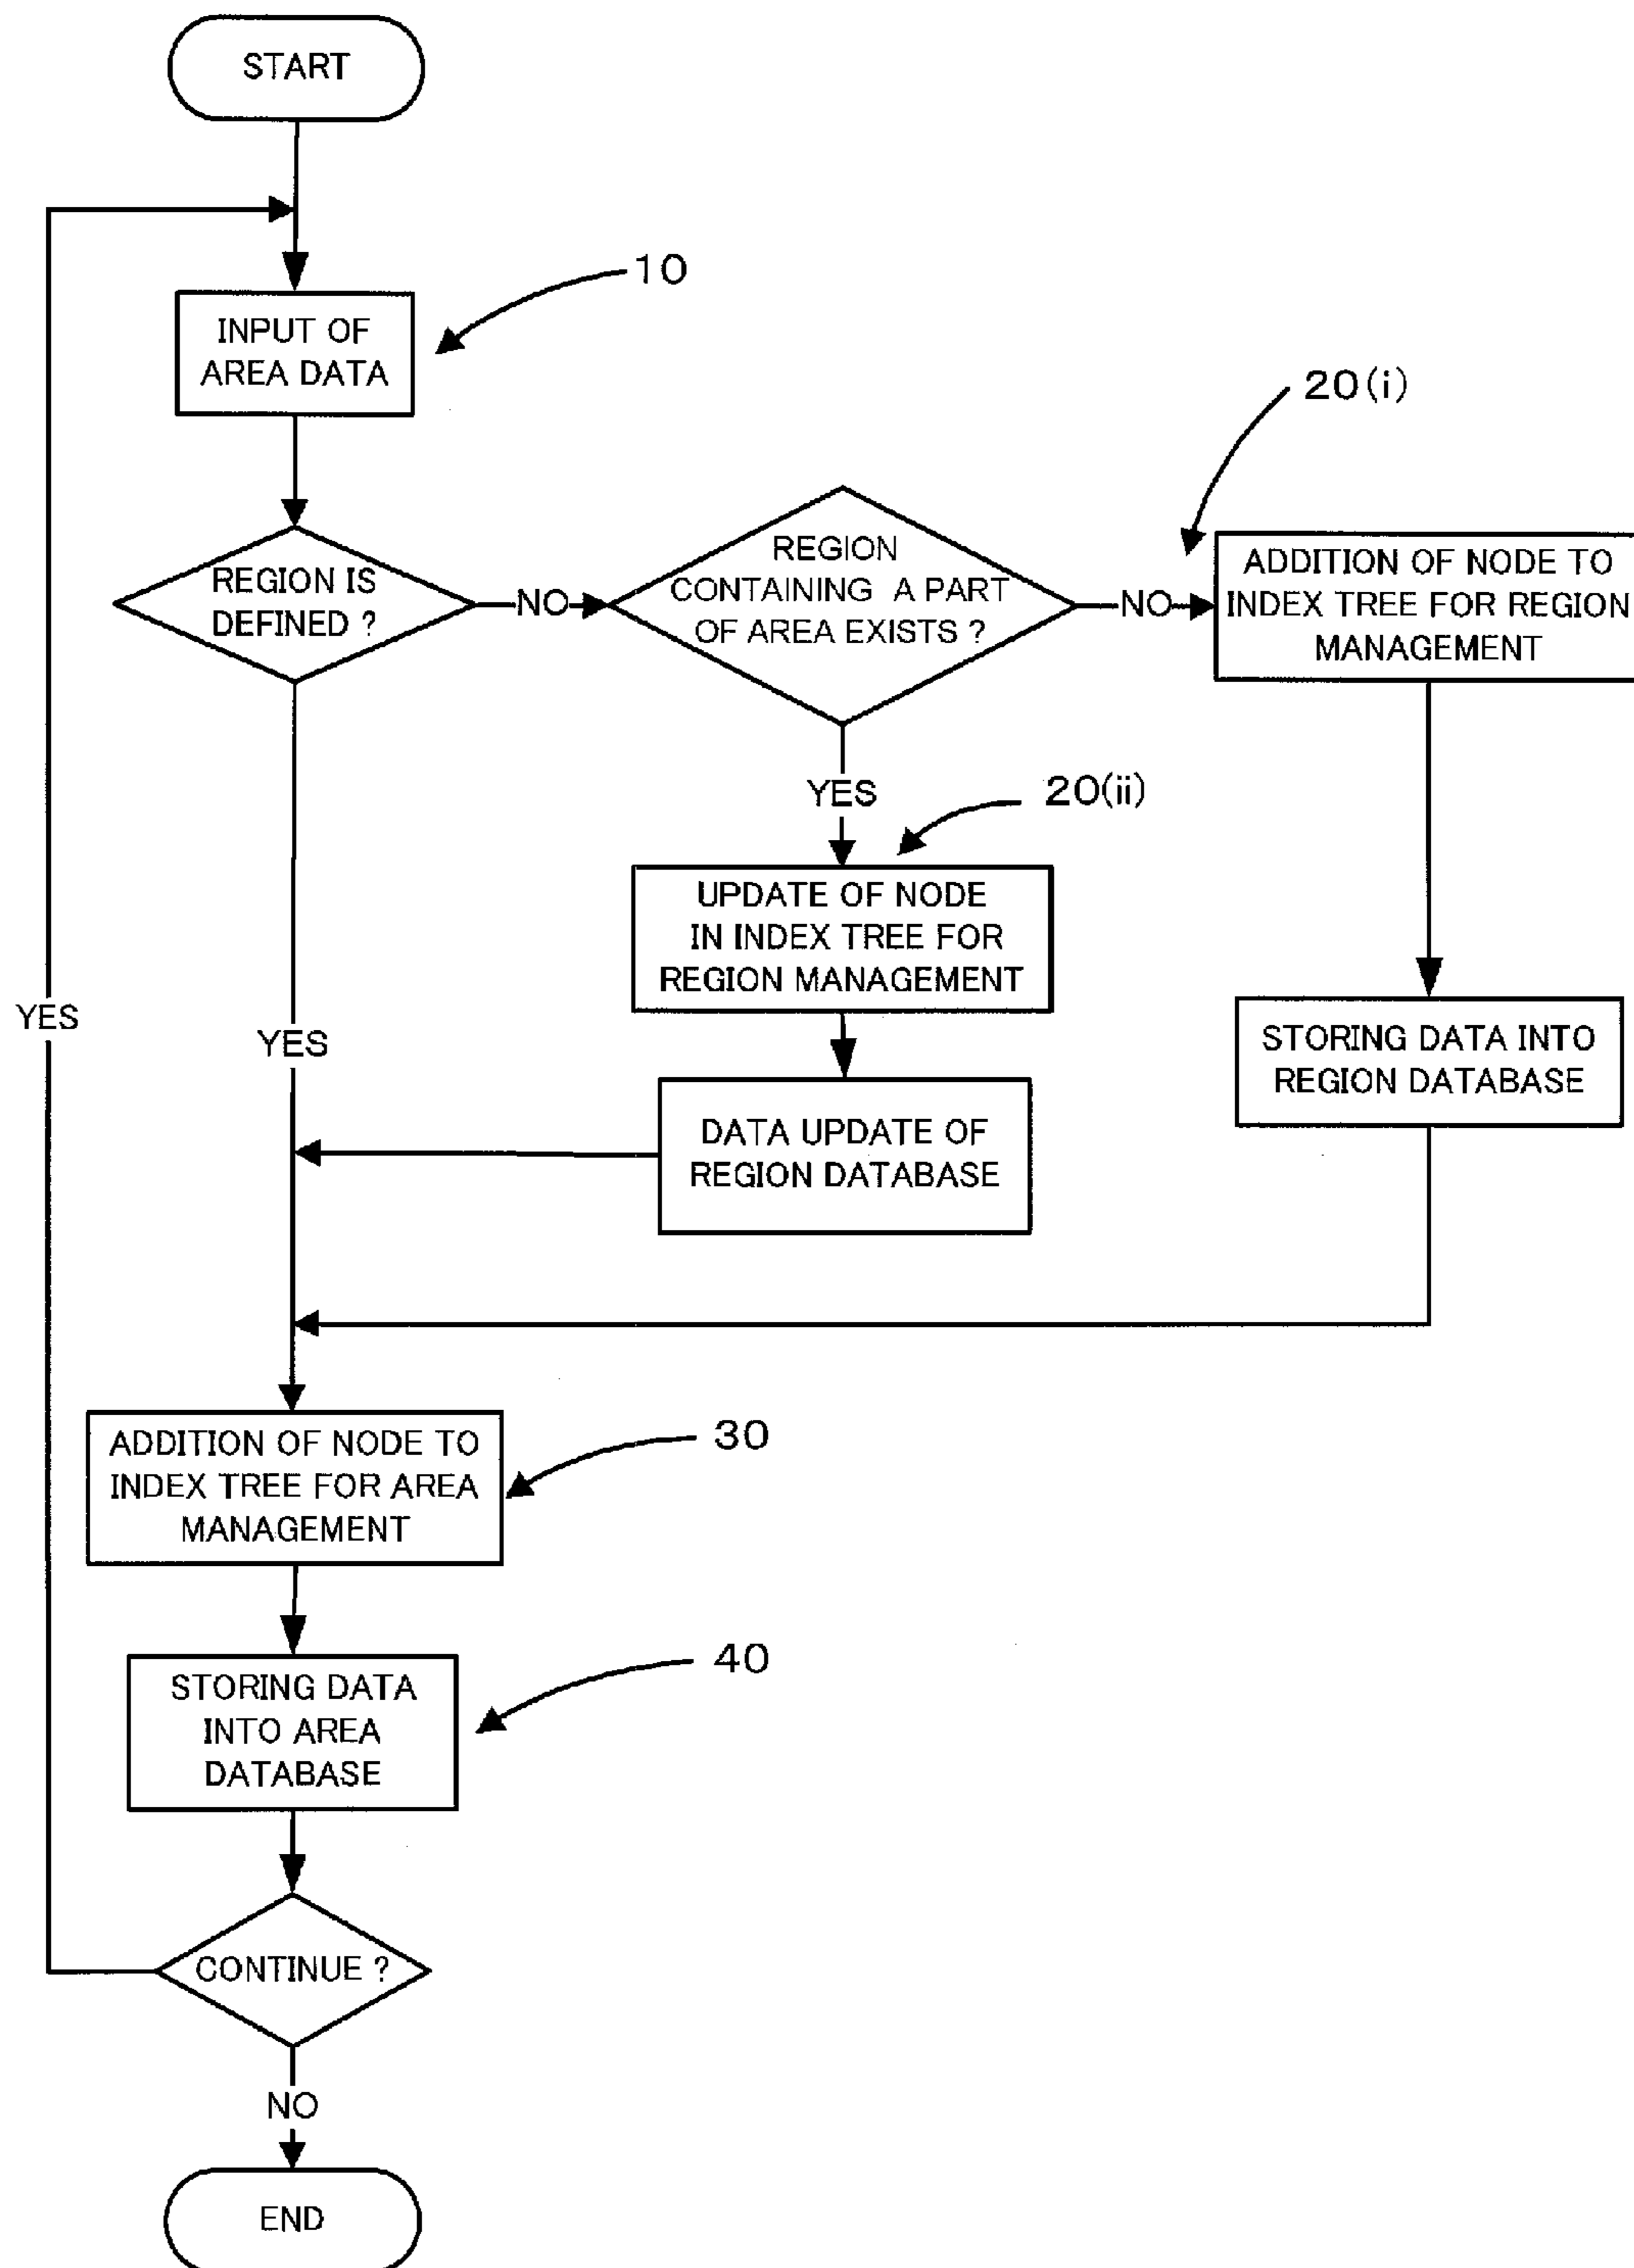 START
10
INPUT OF
AREA DATA
20(i)
REGION IS
DEFINED ?
NO
REGION
CONTAINING A PART
OF AREA EXISTS ?
NO
ADDITION OF NODE TO
INDEX TREE FOR REGION
MANAGEMENT
YES
20(ii)
UPDATE OF NODE
IN INDEX TREE FOR
REGION MANAGEMENT
YES
YES
STORING DATA INTO
REGION DATABASE
DATA UPDATE OF
REGION DATABASE
ADDITION OF NODE TO
INDEX TREE FOR AREA
MANAGEMENT
30
STORING DATA
INTO AREA
DATABASE
40
CONTINUE ?
NO
END